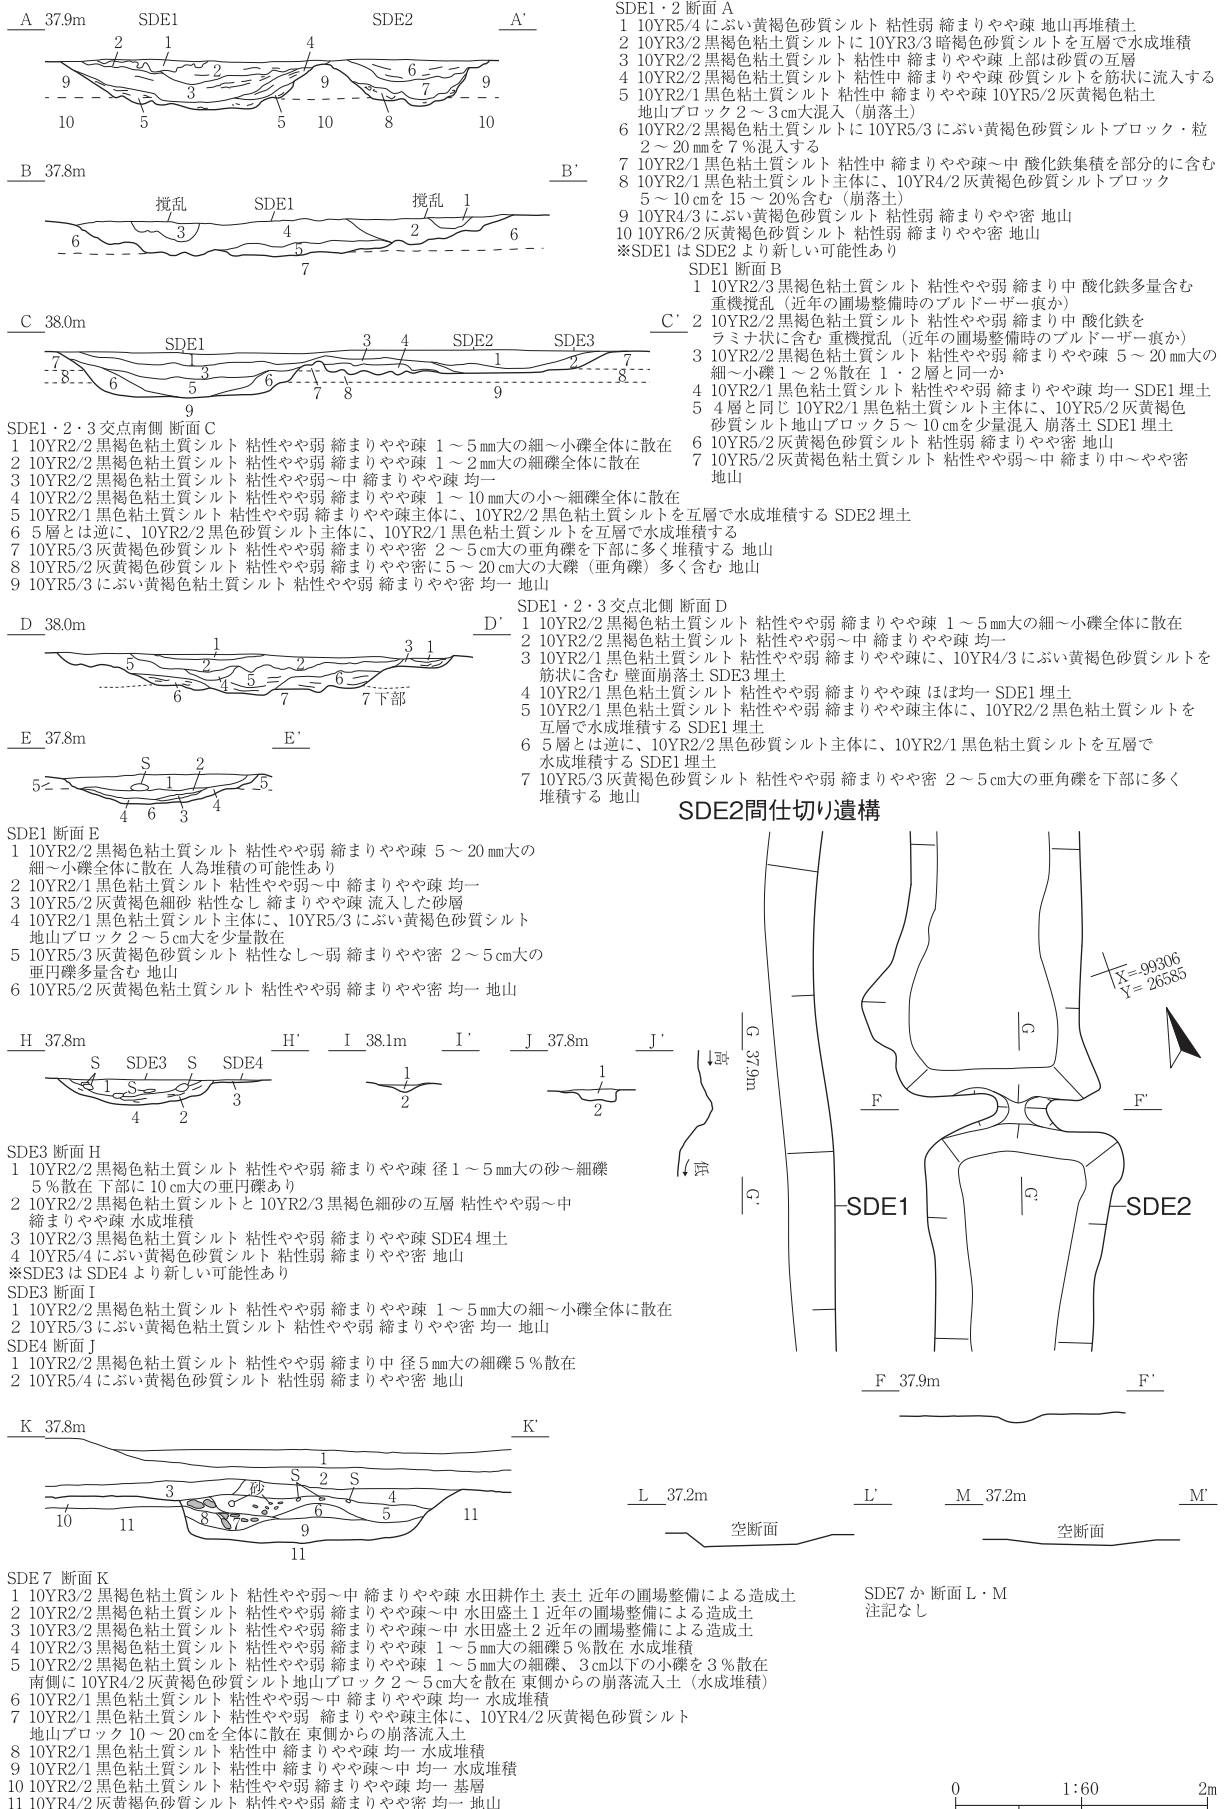 SDE1・2 断面 A
1 10YR5/4 にぶい黄褐色砂質シルト 粘性弱 締まりやや疎 地山再堆積土
2 10YR3/2 黒褐色粘土質シルトに 10YR3/3 暗褐色砂質シルトを互層で水成堆積
3 10YR2/2 黒褐色粘土質シルト 粘性中 締まりやや疎 上部は砂質の互層
4 10YR2/2 黒褐色粘土質シルト 粘性中 締まりやや疎 砂質シルトを筋状に流入する
5 10YR2/1 黒色粘土質シルト 粘性中 締まりやや疎 10YR5/2 灰黄褐色粘土
地山ブロック２～３㎝大混入（崩落土）
6 10YR2/2 黒褐色粘土質シルトに 10YR5/3 にぶい黄褐色砂質シルトブロック・粒
２～ 20 ㎜を７％混入する
7 10YR2/1 黒色粘土質シルト 粘性中 締まりやや疎～中 酸化鉄集積を部分的に含む
8 10YR2/1 黒色粘土質シルト主体に、10YR4/2 灰黄褐色砂質シルトブロック
５～ 10 ㎝を 15 ～ 20％含む（崩落土）
9 10YR4/3 にぶい黄褐色砂質シルト 粘性弱 締まりやや密 地山
10 10YR6/2 灰黄褐色砂質シルト 粘性弱 締まりやや密 地山
※SDE1 は SDE2 より新しい可能性あり
A 37.9m SDE1 SDE2 A'
2 1 4
9 2 3 9 6 7 9
10 5 5 10 8 10
B 37.8m B'
撹乱 SDE1 撹乱 1
6 3 4 2 6
5
7
SDE1 断面 B
1 10YR2/3 黒褐色粘土質シルト 粘性やや弱 締まり中 酸化鉄多量含む
重機撹乱（近年の圃場整備時のブルドーザー痕か）
2 10YR2/2 黒褐色粘土質シルト 粘性やや弱 締まり中 酸化鉄を
ラミナ状に含む 重機撹乱（近年の圃場整備時のブルドーザー痕か）
3 10YR2/2 黒褐色粘土質シルト 粘性やや弱 締まりやや疎 ５～ 20 ㎜大の
細～小礫１～２％散在 １・２層と同一か
4 10YR2/1 黒色粘土質シルト 粘性やや弱 締まりやや疎 均一 SDE1 埋土
5 ４層と同じ 10YR2/1 黒色粘土質シルト主体に、10YR5/2 灰黄褐色
砂質シルト地山ブロック５～ 10 ㎝を少量混入 崩落土 SDE1 埋土
6 10YR5/2 灰黄褐色砂質シルト 粘性弱 締まりやや密 地山
7 10YR5/2 灰黄褐色粘土質シルト 粘性やや弱～中 締まり中～やや密
地山
C 38.0m C'
SDE1 3 4 SDE2 SDE3
7 1 3 1 2 7
8 6 5 6 7 8 9 8
9
SDE1・2・3 交点南側 断面 C
1 10YR2/2 黒褐色粘土質シルト 粘性やや弱 締まりやや疎 １～５㎜大の細～小礫全体に散在
2 10YR2/2 黒褐色粘土質シルト 粘性やや弱 締まりやや疎 １～２㎜大の細礫全体に散在
3 10YR2/2 黒褐色粘土質シルト 粘性やや弱～中 締まりやや疎 均一
4 10YR2/2 黒褐色粘土質シルト 粘性やや弱 締まりやや疎 １～ 10 ㎜大の小～細礫全体に散在
5 10YR2/1 黒色粘土質シルト 粘性やや弱 締まりやや疎主体に、10YR2/2 黒色粘土質シルトを互層で水成堆積する SDE2 埋土
6 ５層とは逆に、10YR2/2 黒色砂質シルト主体に、10YR2/1 黒色粘土質シルトを互層で水成堆積する
7 10YR5/3 灰黄褐色砂質シルト 粘性やや弱 締まりやや密 ２～５㎝大の亜角礫を下部に多く堆積する 地山
8 10YR5/2 灰黄褐色砂質シルト 粘性やや弱 締まりやや密に５～ 20 ㎝大の大礫（亜角礫）多く含む 地山
9 10YR5/3 にぶい黄褐色粘土質シルト 粘性やや弱 締まりやや密 均一 地山
D 38.0m D'
1 3 1
5 2 4 5 2 6
6 7 7 下部
SDE1・2・3 交点北側 断面 D
1 10YR2/2 黒褐色粘土質シルト 粘性やや弱 締まりやや疎 １～５㎜大の細～小礫全体に散在
2 10YR2/2 黒褐色粘土質シルト 粘性やや弱～中 締まりやや疎 均一
3 10YR2/1 黒色粘土質シルト 粘性やや弱 締まりやや疎に、10YR4/3 にぶい黄褐色砂質シルトを
筋状に含む 壁面崩落土 SDE3 埋土
4 10YR2/1 黒色粘土質シルト 粘性やや弱 締まりやや疎 ほぼ均一 SDE1 埋土
5 10YR2/1 黒色粘土質シルト 粘性やや弱 締まりやや疎主体に、10YR2/2 黒色粘土質シルトを
互層で水成堆積する SDE1 埋土
6 ５層とは逆に、10YR2/2 黒色砂質シルト主体に、10YR2/1 黒色粘土質シルトを互層で
水成堆積する SDE1 埋土
7 10YR5/3 灰黄褐色砂質シルト 粘性やや弱 締まりやや密 ２～５㎝大の亜角礫を下部に多く
堆積する 地山
E 37.8m E'
S 2
5 1 5
4 6 3 4
SDE1 断面 E
1 10YR2/2 黒褐色粘土質シルト 粘性やや弱 締まりやや疎 ５～ 20 ㎜大の
細～小礫全体に散在 人為堆積の可能性あり
2 10YR2/1 黒色粘土質シルト 粘性やや弱～中 締まりやや疎 均一
3 10YR5/2 灰黄褐色細砂 粘性なし 締まりやや疎 流入した砂層
4 10YR2/1 黒色粘土質シルト主体に、10YR5/3 にぶい黄褐色砂質シルト
地山ブロック２～５㎝大を少量散在
5 10YR5/3 灰黄褐色砂質シルト 粘性なし～弱 締まりやや密 ２～５㎝大の
亜円礫多量含む 地山
6 10YR5/2 灰黄褐色粘土質シルト 粘性やや弱 締まりやや密 均一 地山
SDE2間仕切り遺構
X=-99306
Y= 26585
G 37.9m
高
低
G'
G
F F'
G'
SDE1
SDE2
F 37.9m F'
H 37.8m H'
S SDE3 S SDE4
1 S
4 2 3
I 38.1m I'
1
2
J 37.8m J'
1
2
SDE3 断面 H
1 10YR2/2 黒褐色粘土質シルト 粘性やや弱 締まりやや疎 径１～５㎜大の砂～細礫
５％散在 下部に 10 ㎝大の亜円礫あり
2 10YR2/2 黒褐色粘土質シルトと 10YR2/3 黒褐色細砂の互層 粘性やや弱～中
締まりやや疎 水成堆積
3 10YR2/3 黒褐色粘土質シルト 粘性弱 締まりやや疎 SDE4 埋土
4 10YR5/4 にぶい黄褐色砂質シルト 粘性弱 締まりやや密 地山
※SDE3 は SDE4 より新しい可能性あり
SDE3 断面 I
1 10YR2/2 黒褐色粘土質シルト 粘性やや弱 締まりやや疎 １～５㎜大の細～小礫全体に散在
2 10YR5/3 にぶい黄褐色粘土質シルト 粘性やや弱 締まりやや密 均一 地山
SDE4 断面 J
1 10YR2/2 黒褐色粘土質シルト 粘性やや弱 締まり中 径５㎜大の細礫５％散在
2 10YR5/4 にぶい黄褐色砂質シルト 粘性弱 締まりやや密 地山
K 37.8m K'
1
3 砂 S 2 S 4
10 11 8 7 6 5 11
9
11
L 37.2m L'
空断面
M 37.2m M'
空断面
SDE７ 断面 K
1 10YR3/2 黒褐色粘土質シルト 粘性やや弱～中 締まりやや疎 水田耕作土 表土 近年の圃場整備による造成土
2 10YR2/2 黒褐色粘土質シルト 粘性やや弱 締まりやや疎～中 水田盛土１近年の圃場整備による造成土
3 10YR3/2 黒褐色粘土質シルト 粘性やや弱 締まりやや疎～中 水田盛土２近年の圃場整備による造成土
4 10YR2/3 黒褐色粘土質シルト 粘性やや弱 締まりやや疎 １～５㎜大の細礫５％散在 水成堆積
5 10YR2/2 黒褐色粘土質シルト 粘性やや弱 締まりやや疎 １～５㎜大の細礫、３㎝以下の小礫を３％散在
南側に 10YR4/2 灰黄褐色砂質シルト地山ブロック２～５㎝大を散在 東側からの崩落流入土（水成堆積）
6 10YR2/1 黒色粘土質シルト 粘性やや弱～中 締まりやや疎 均一 水成堆積
7 10YR2/1 黒色粘土質シルト 粘性やや弱 締まりやや疎主体に、10YR4/2 灰黄褐色砂質シルト
地山ブロック 10 ～ 20 ㎝を全体に散在 東側からの崩落流入土
8 10YR2/1 黒色粘土質シルト 粘性中 締まりやや疎 均一 水成堆積
9 10YR2/1 黒色粘土質シルト 粘性中 締まりやや疎～中 均一 水成堆積
10 10YR2/2 黒色粘土質シルト 粘性やや弱 締まりやや疎 均一 基層
11 10YR4/2 灰黄褐色砂質シルト 粘性やや弱 締まりやや密 均一 地山
SDE7 か 断面 L・M
注記なし
0 1:60 2m